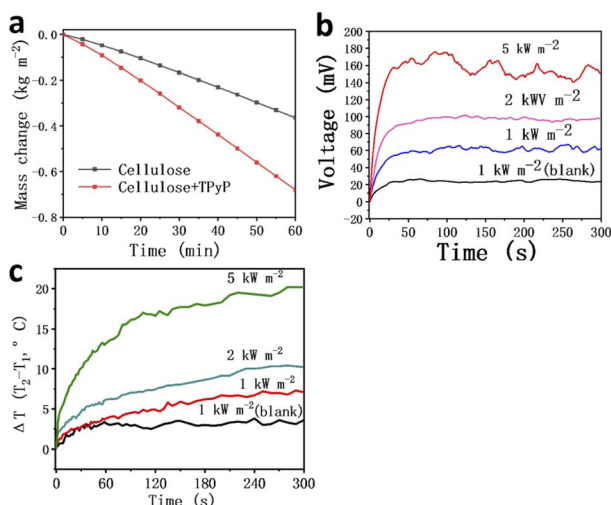 a
Mass change (kg m⁻²)
0.0
-0.2
-0.4
-0.6
-0.8
Cellulose
Cellulose+TPyP
0 10 20 30 40 50 60
Time (min)
b
Voltage (mV)
200
180
160
140
120
100
80
60
40
20
0
-20
5 kW m⁻²
2 kWV m⁻²
1 kW m⁻²
1 kW m⁻²(blank)
0 50 100 150 200 250 300
Time (s)
c
ΔT (T₂-T₁, ° C)
20
15
10
5
0
5 kW m⁻²
2 kW m⁻²
1 kW m⁻²
1 kW m⁻²(blank)
0 60 120 180 240 300
Time (s)